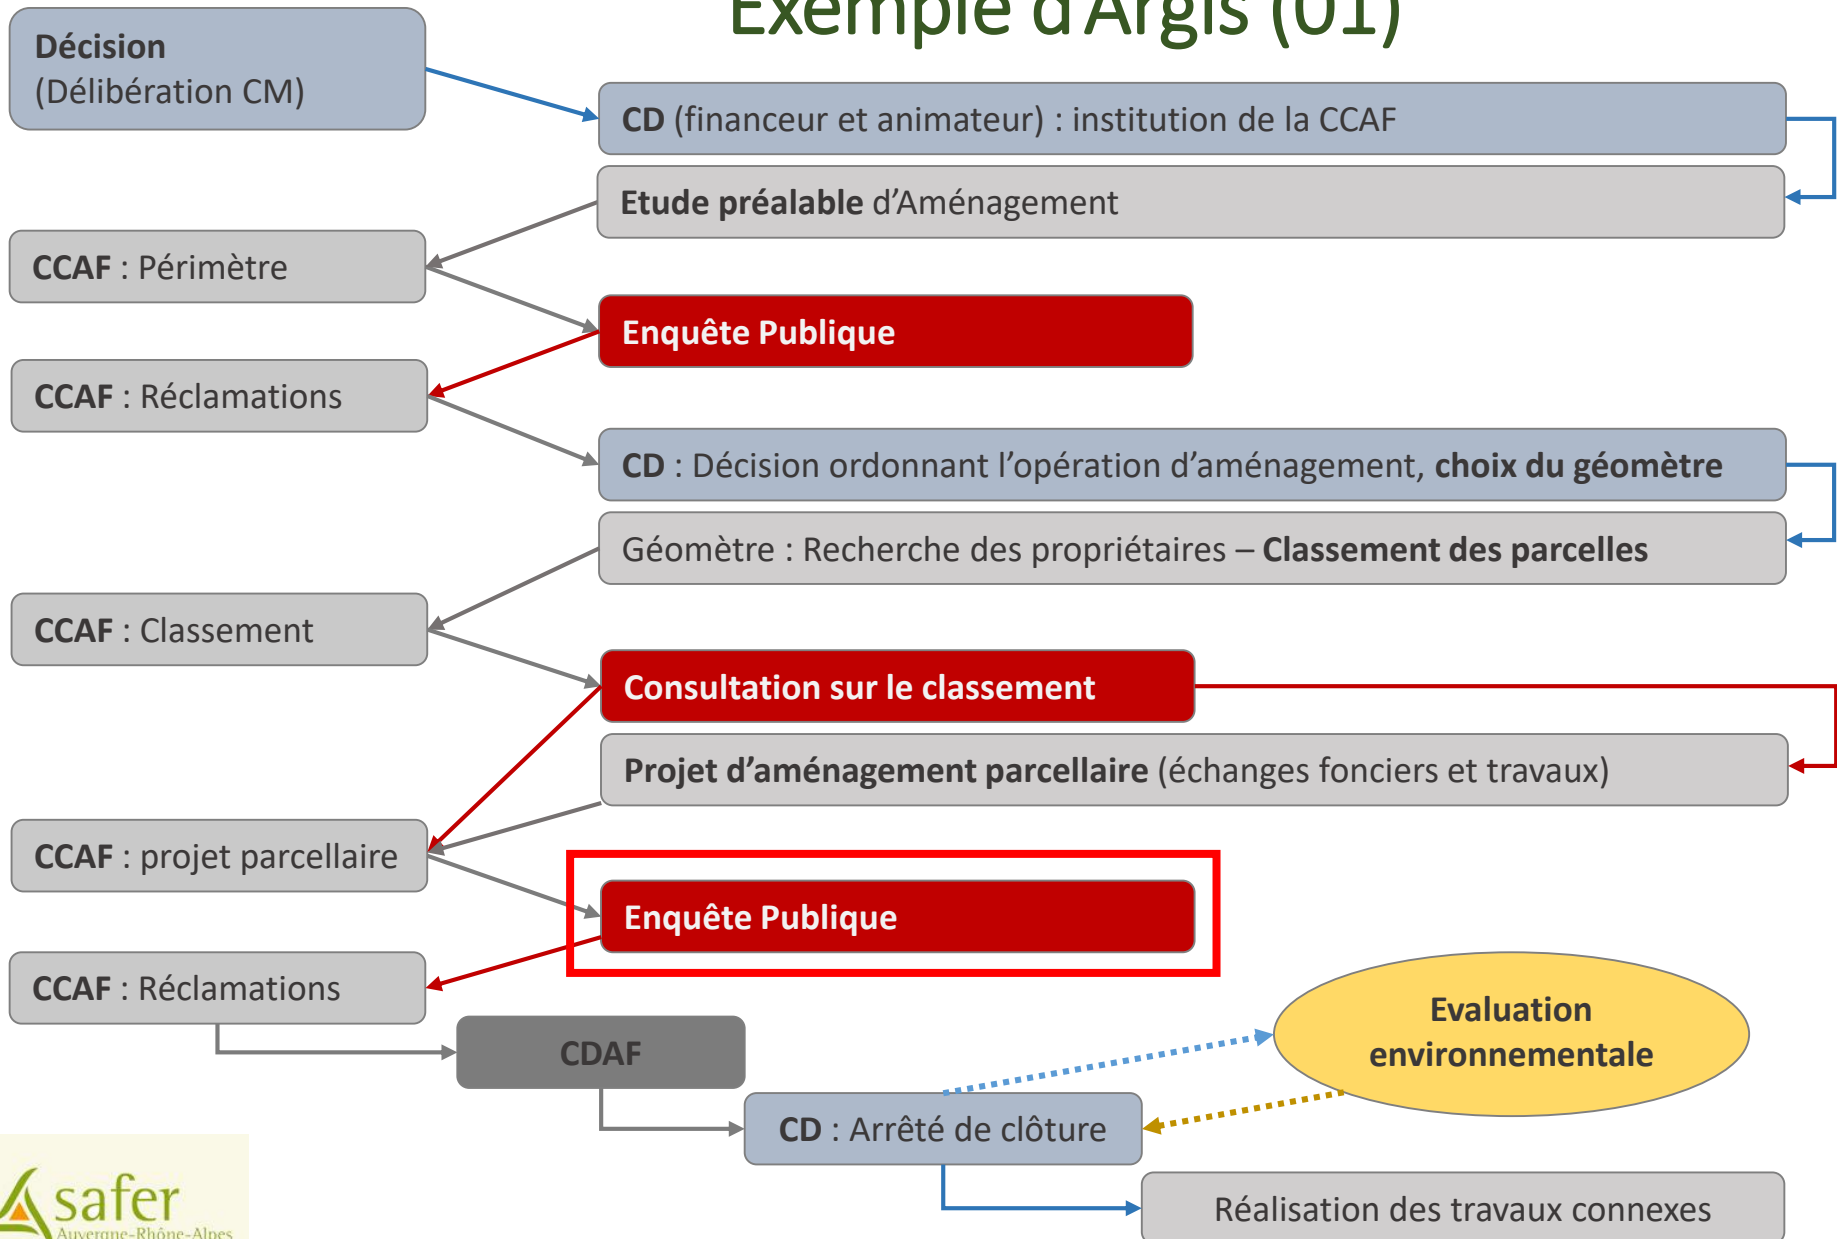 Exemple d'Argis (01)
Décision
(Délibération CM)
CD (financeur et animateur) : institution de la CCAF
Etude préalable d’Aménagement
CCAF : Périmètre
Enquête Publique
CCAF : Réclamations
CD : Décision ordonnant l’opération d’aménagement, choix du géomètre
Géomètre : Recherche des propriétaires – Classement des parcelles
CCAF : Classement
Consultation sur le classement
Projet d’aménagement parcellaire (échanges fonciers et travaux)
CCAF : projet parcellaire
Enquête Publique
CCAF : Réclamations
Evaluation
environnementale
CDAF
CD : Arrêté de clôture
Réalisation des travaux connexes
safer
Auvergne-Rhône-Alpes